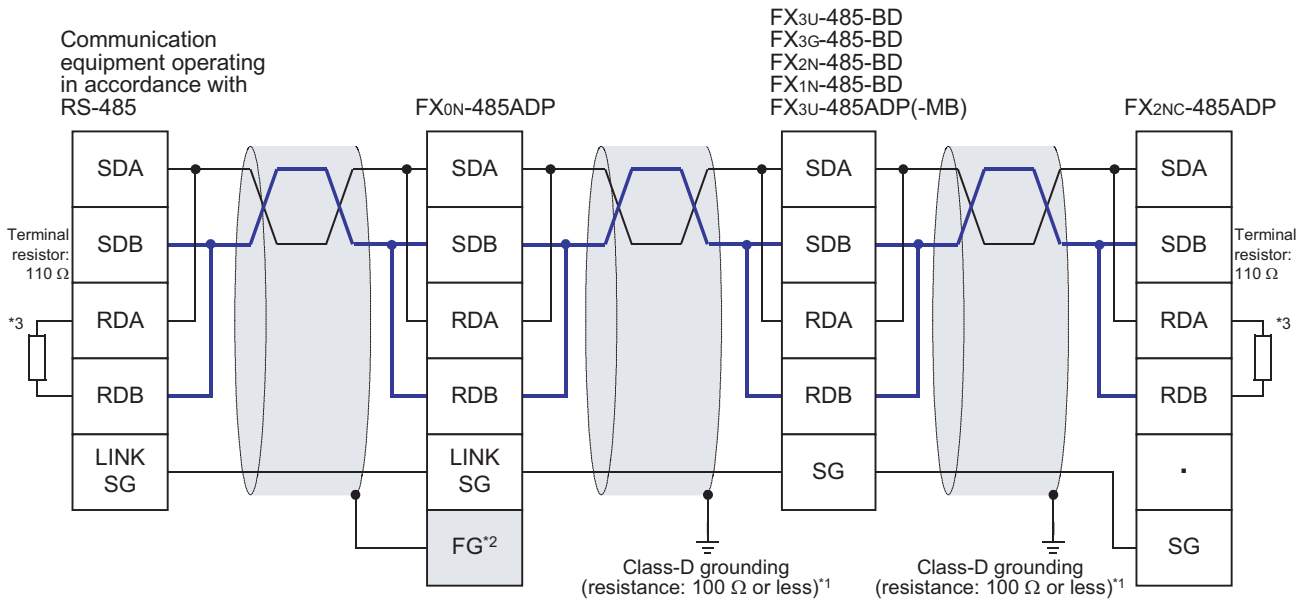 Communication
equipment operating
in accordance with
RS-485
FX0N-485ADP
FX3U-485-BD
FX3G-485-BD
FX2N-485-BD
FX1N-485-BD
FX3U-485ADP(-MB)
FX2NC-485ADP
SDA
SDB
RDA
RDB
LINK
SG
Terminal
resistor:
110 Ω
*3
SDA
SDB
RDA
RDB
LINK
SG
FG*2
SDA
SDB
RDA
RDB
SG
SDA
SDB
RDA
RDB
.
SG
Terminal
resistor:
110 Ω
*3
Class-D grounding
(resistance: 100 Ω or less)*1
Class-D grounding
(resistance: 100 Ω or less)*1